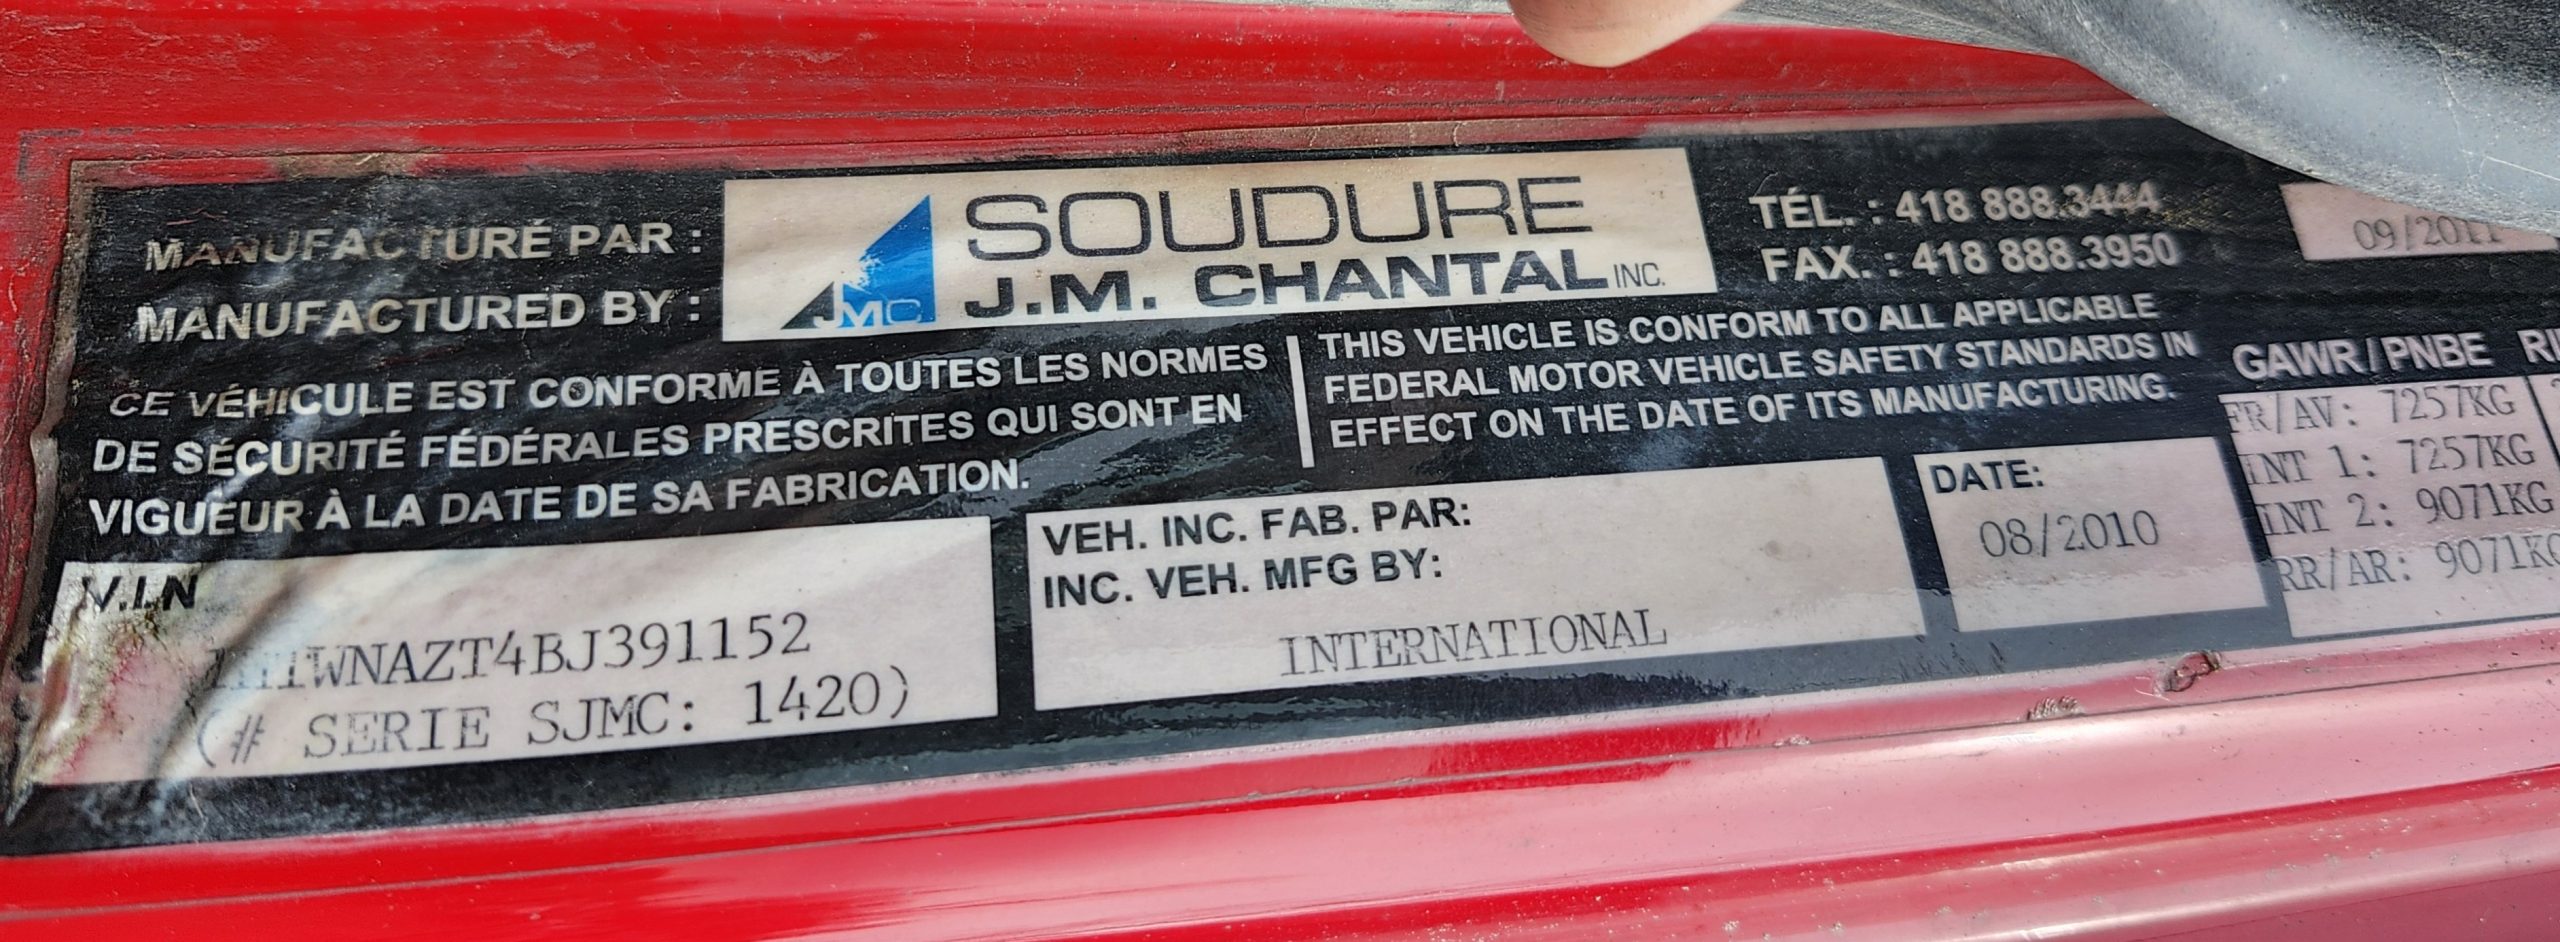 MANUFACTURÉ PAR :
MANUFACTURED BY :
JMC
SOUDURE
J.M. CHANTAL INC.
TÉL. : 418 888.3444
FAX. : 418 888.3950
09/2011
CE VÉHICULE EST CONFORME À TOUTES LES NORMES
DE SÉCURITÉ FÉDÉRALES PRESCRITES QUI SONT EN
VIGUEUR À LA DATE DE SA FABRICATION.
THIS VEHICLE IS CONFORM TO ALL APPLICABLE
FEDERAL MOTOR VEHICLE SAFETY STANDARDS IN
EFFECT ON THE DATE OF ITS MANUFACTURING.
V.I.N
WNAZT4BJ391152
(# SERIE SJMC: 1420)
VEH. INC. FAB. PAR:
INC. VEH. MFG BY:
INTERNATIONAL
DATE:
08/2010
GAWR/PNBE
FR/AV: 7257KG
INT 1: 7257KG
INT 2: 9071KG
RR/AR: 9071KG